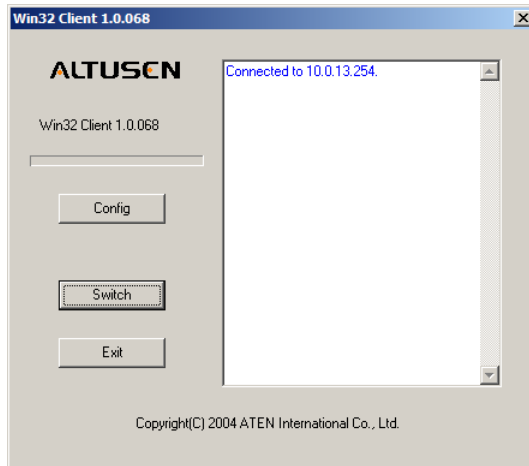 Win32 Client 1.0.068
ALTUSEN
Connected to 10.0.13.254.
Win32 Client 1.0.068
Config
Switch
Exit
Copyright(C) 2004 ATEN International Co., Ltd.